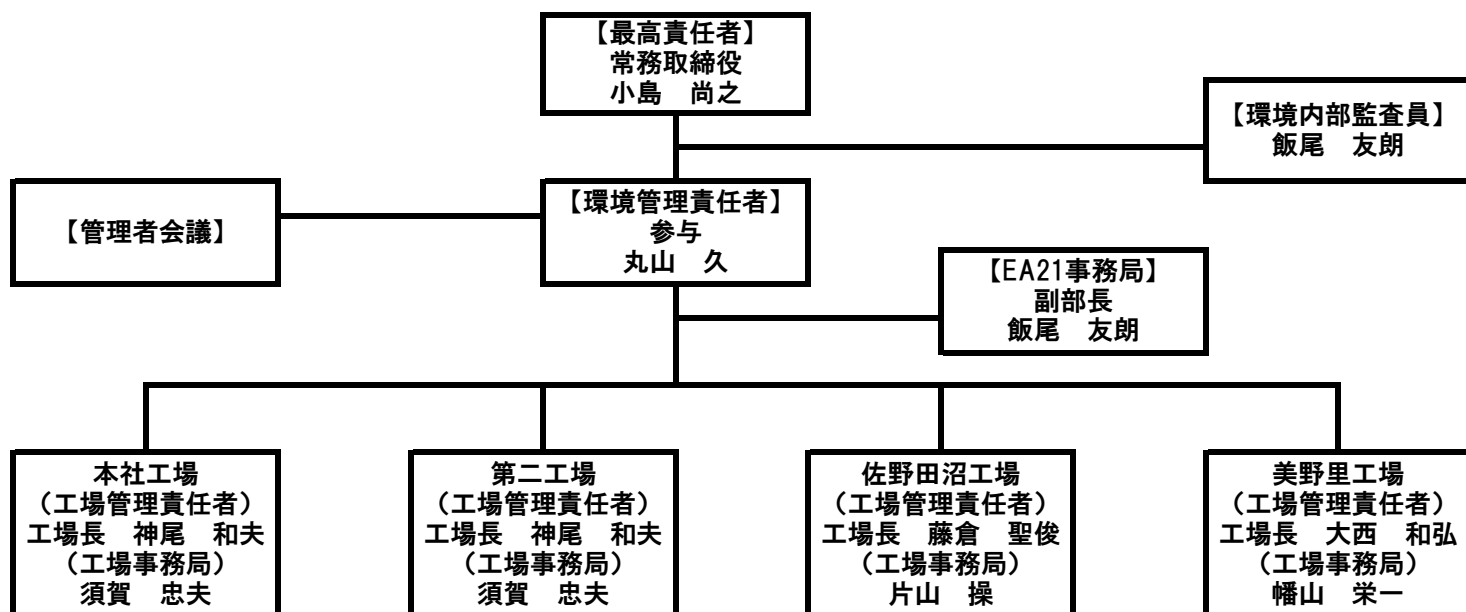 【最高責任者】
常務取締役
小島　尚之
【環境内部監査員】
飯尾　友朗
【管理者会議】
【環境管理責任者】
参与
丸山　久
【EA21事務局】
副部長
飯尾　友朗
本社工場
（工場管理責任者）
工場長　神尾　和夫
（工場事務局）
須賀　忠夫
第二工場
（工場管理責任者）
工場長　神尾　和夫
（工場事務局）
須賀　忠夫
佐野田沼工場
（工場管理責任者）
工場長　藤倉　聖俊
（工場事務局）
片山　操
美野里工場
（工場管理責任者）
工場長　大西　和弘
（工場事務局）
幡山　栄一